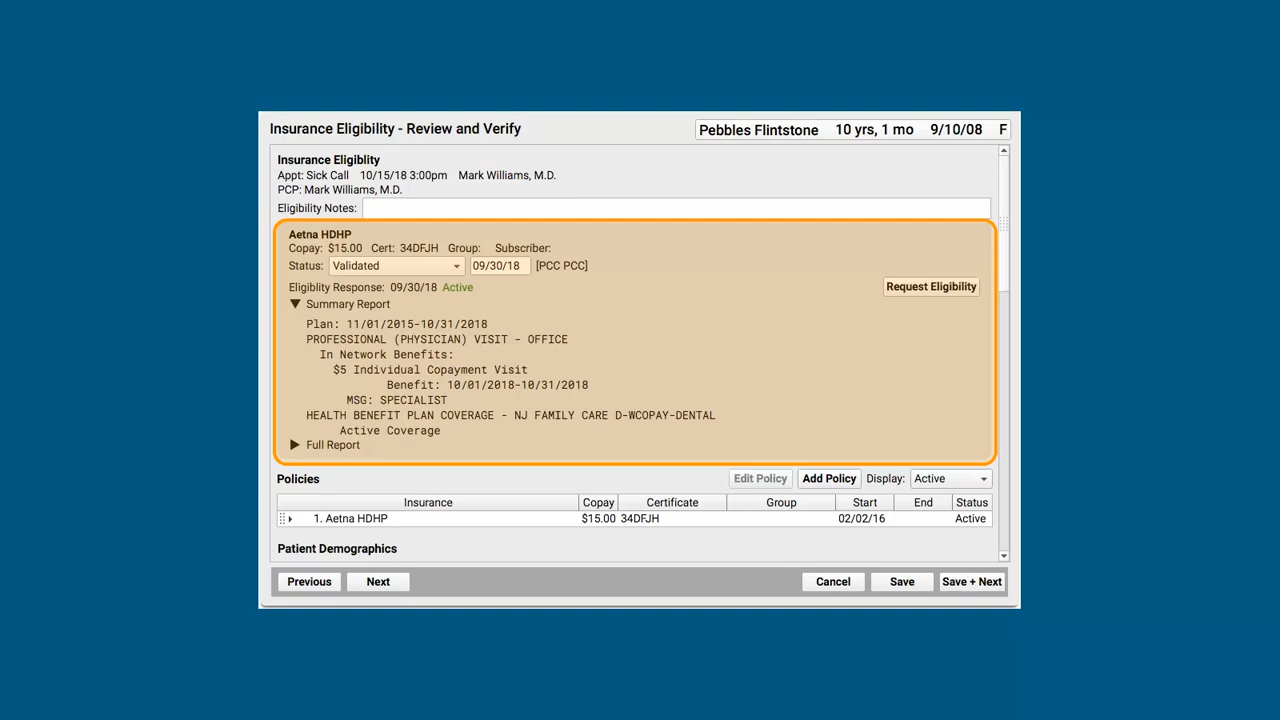 Insurance Eligibility - Review and Verify
Pebbles Flintstone 10 yrs, 1 mo 9/10/08 F
Insurance Eligiblity
Appt: Sick Call 10/15/18 3:00pm Mark Williams, M.D.
PCP: Mark Williams, M.D.
Eligibility Notes:
Aetna HDHP
Copay: $15.00 Cert: 34DFJH Group: Subscriber:
Status: Validated 09/30/18 [PCC PCC]
Eligiblity Response: 09/30/18 Active
Request Eligibility
Summary Report
Plan: 11/01/2015-10/31/2018
PROFESSIONAL (PHYSICIAN) VISIT - OFFICE
In Network Benefits:
$5 Individual Copayment Visit
Benefit: 10/01/2018-10/31/2018
MSG: SPECIALIST
HEALTH BENEFIT PLAN COVERAGE - NJ FAMILY CARE D-WCOPAY-DENTAL
Active Coverage
Full Report
Policies Edit Policy Add Policy Display: Active
Insurance Copay Certificate Group Start End Status
1. Aetna HDHP $15.00 34DFJH 02/02/16 Active
Patient Demographics
Previous Next Cancel Save Save + Next